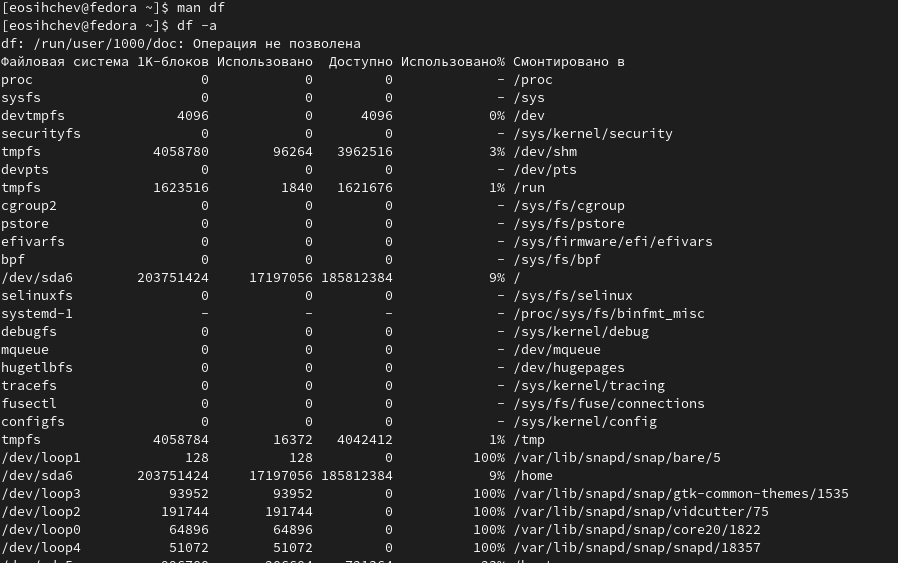 [eosihchev@fedora ~]$ man df
[eosihchev@fedora ~]$ df -a
df: /run/user/1000/doc: Операция не позволена
Файловая система 1K-блоков Использовано Доступно Использовано% Смонтировано в
proc 0 0 0 - /proc
sysfs 0 0 0 - /sys
devtmpfs 4096 0 4096 0% /dev
securityfs 0 0 0 - /sys/kernel/security
tmpfs 4058780 96264 3962516 3% /dev/shm
devpts 0 0 0 - /dev/pts
tmpfs 1623516 1840 1621676 1% /run
cgroup2 0 0 0 - /sys/fs/cgroup
pstore 0 0 0 - /sys/fs/pstore
efivarfs 0 0 0 - /sys/firmware/efi/efivars
bpf 0 0 0 - /sys/fs/bpf
/dev/sda6 203751424 17197056 185812384 9% /
selinuxfs 0 0 0 - /sys/fs/selinux
systemd-1 - - - - /proc/sys/fs/binfmt_misc
debugfs 0 0 0 - /sys/kernel/debug
mqueue 0 0 0 - /dev/mqueue
hugetlbfs 0 0 0 - /dev/hugepages
tracefs 0 0 0 - /sys/kernel/tracing
fusectl 0 0 0 - /sys/fs/fuse/connections
configfs 0 0 0 - /sys/kernel/config
tmpfs 4058784 16372 4042412 1% /tmp
/dev/loop1 128 128 0 100% /var/lib/snapd/snap/bare/5
/dev/sda6 203751424 17197056 185812384 9% /home
/dev/loop3 93952 93952 0 100% /var/lib/snapd/snap/gtk-common-themes/1535
/dev/loop2 191744 191744 0 100% /var/lib/snapd/snap/vidcutter/75
/dev/loop0 64896 64896 0 100% /var/lib/snapd/snap/core20/1822
/dev/loop4 51072 51072 0 100% /var/lib/snapd/snap/snapd/18357